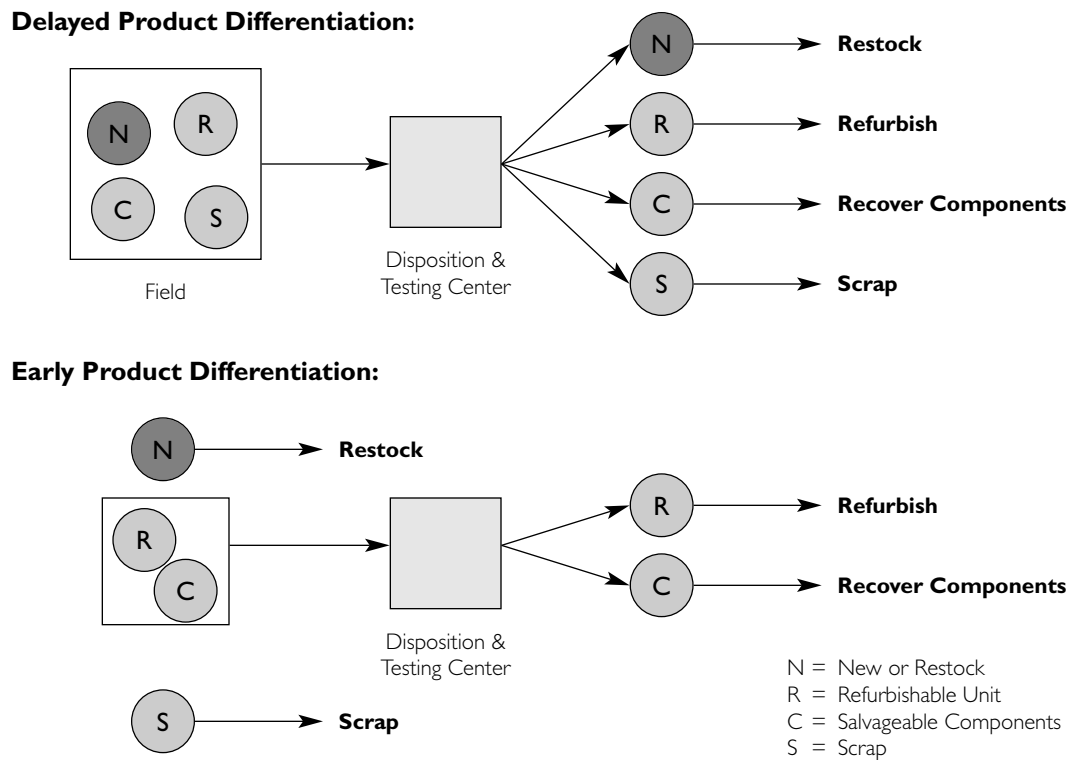 Delayed Product Differentiation:
N
Restock
N
R
R
Refurbish
C
S
C
Recover Components
Disposition &
Testing Center
Field
S
Scrap
Early Product Differentiation:
N
Restock
R
C
R
Refurbish
C
Recover Components
Disposition &
Testing Center
S
Scrap
N = New or Restock
R = Refurbishable Unit
C = Salvageable Components
S = Scrap